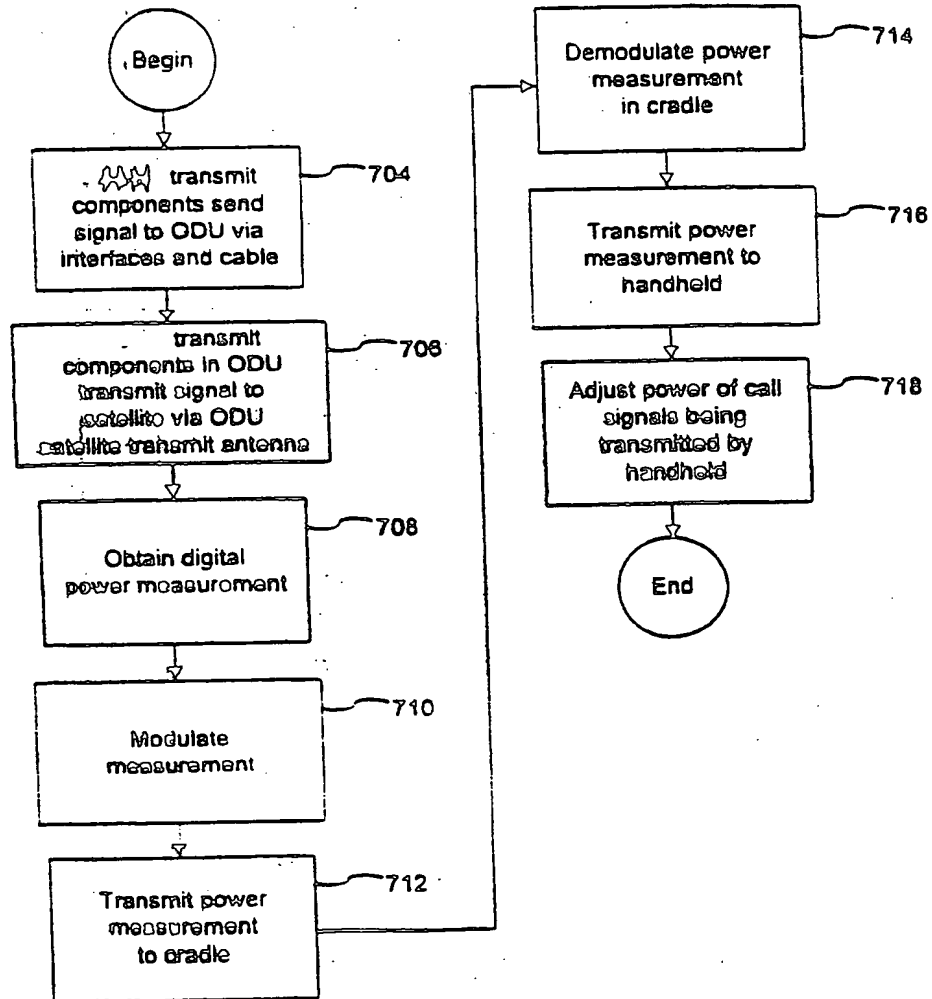 Begin
transmit
components send
signal to ODU via
interfaces and cable
704
transmit
components in ODU
transmit signal to
satellite via ODU
satellite transmit antenna
706
Obtain digital
power measurement
708
Modulate
measurement
710
Transmit power
measurement
to cradle
712
Demodulate power
measurement
in cradle
714
Transmit power
measurement to
handheld
716
Adjust power of call
signals being
transmitted by
handheld
718
End